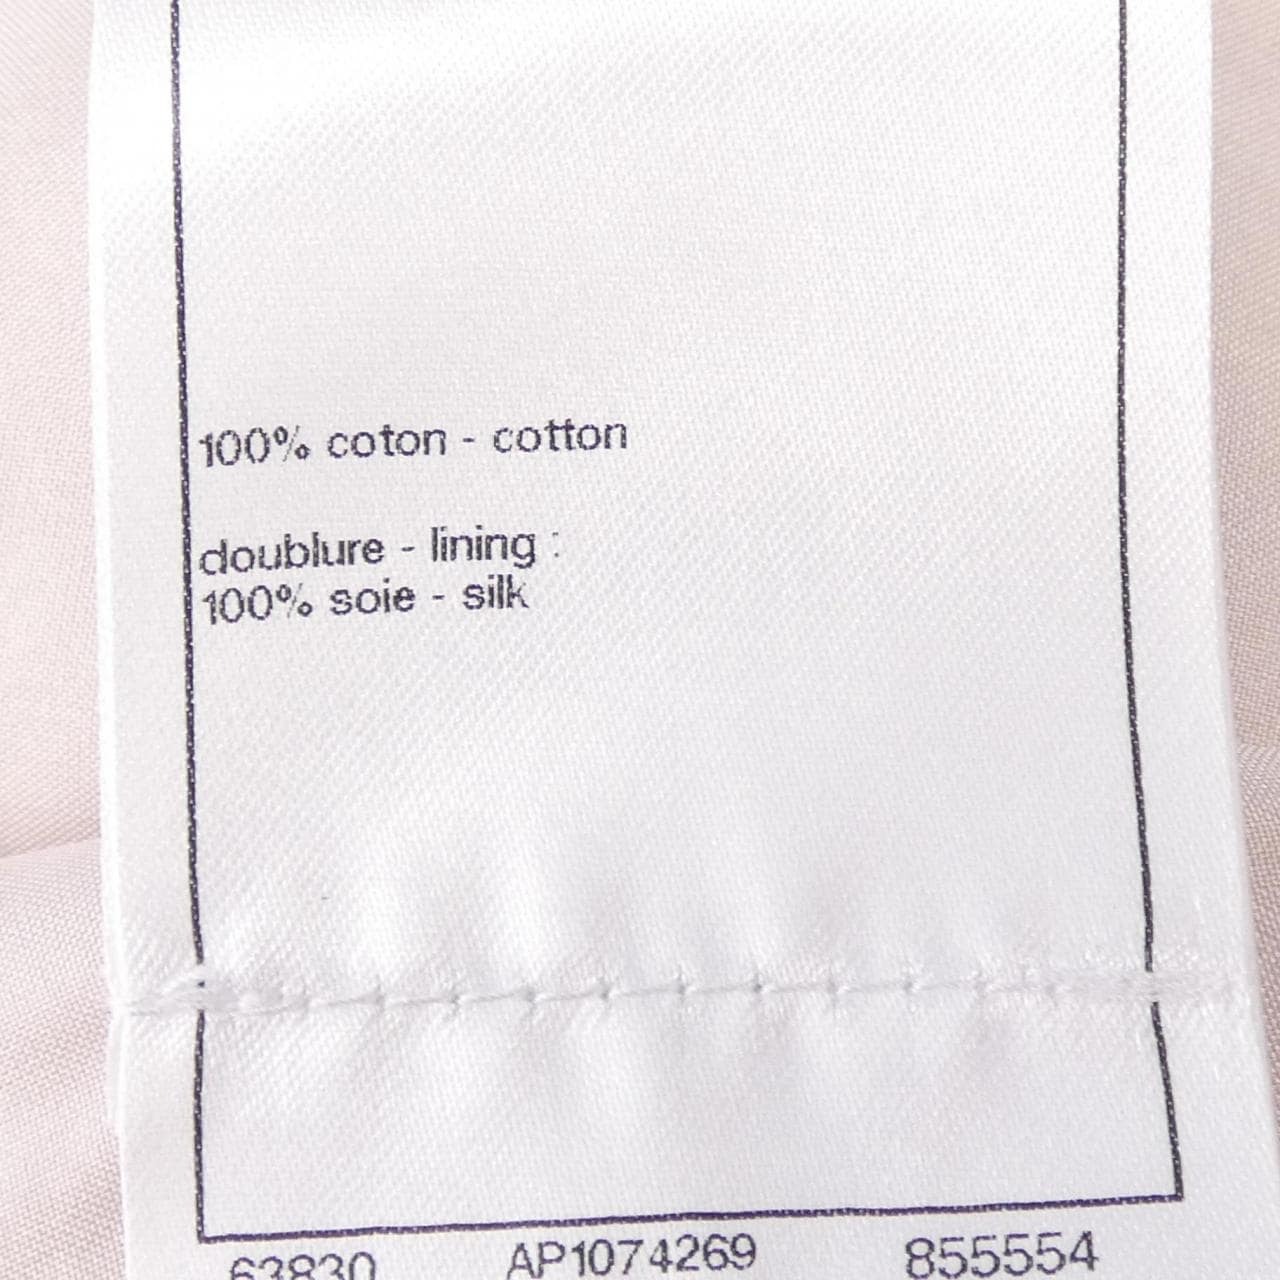 100% coton - cotton
doublure - lining :
100% soie - silk
63830 AP1074269 855554